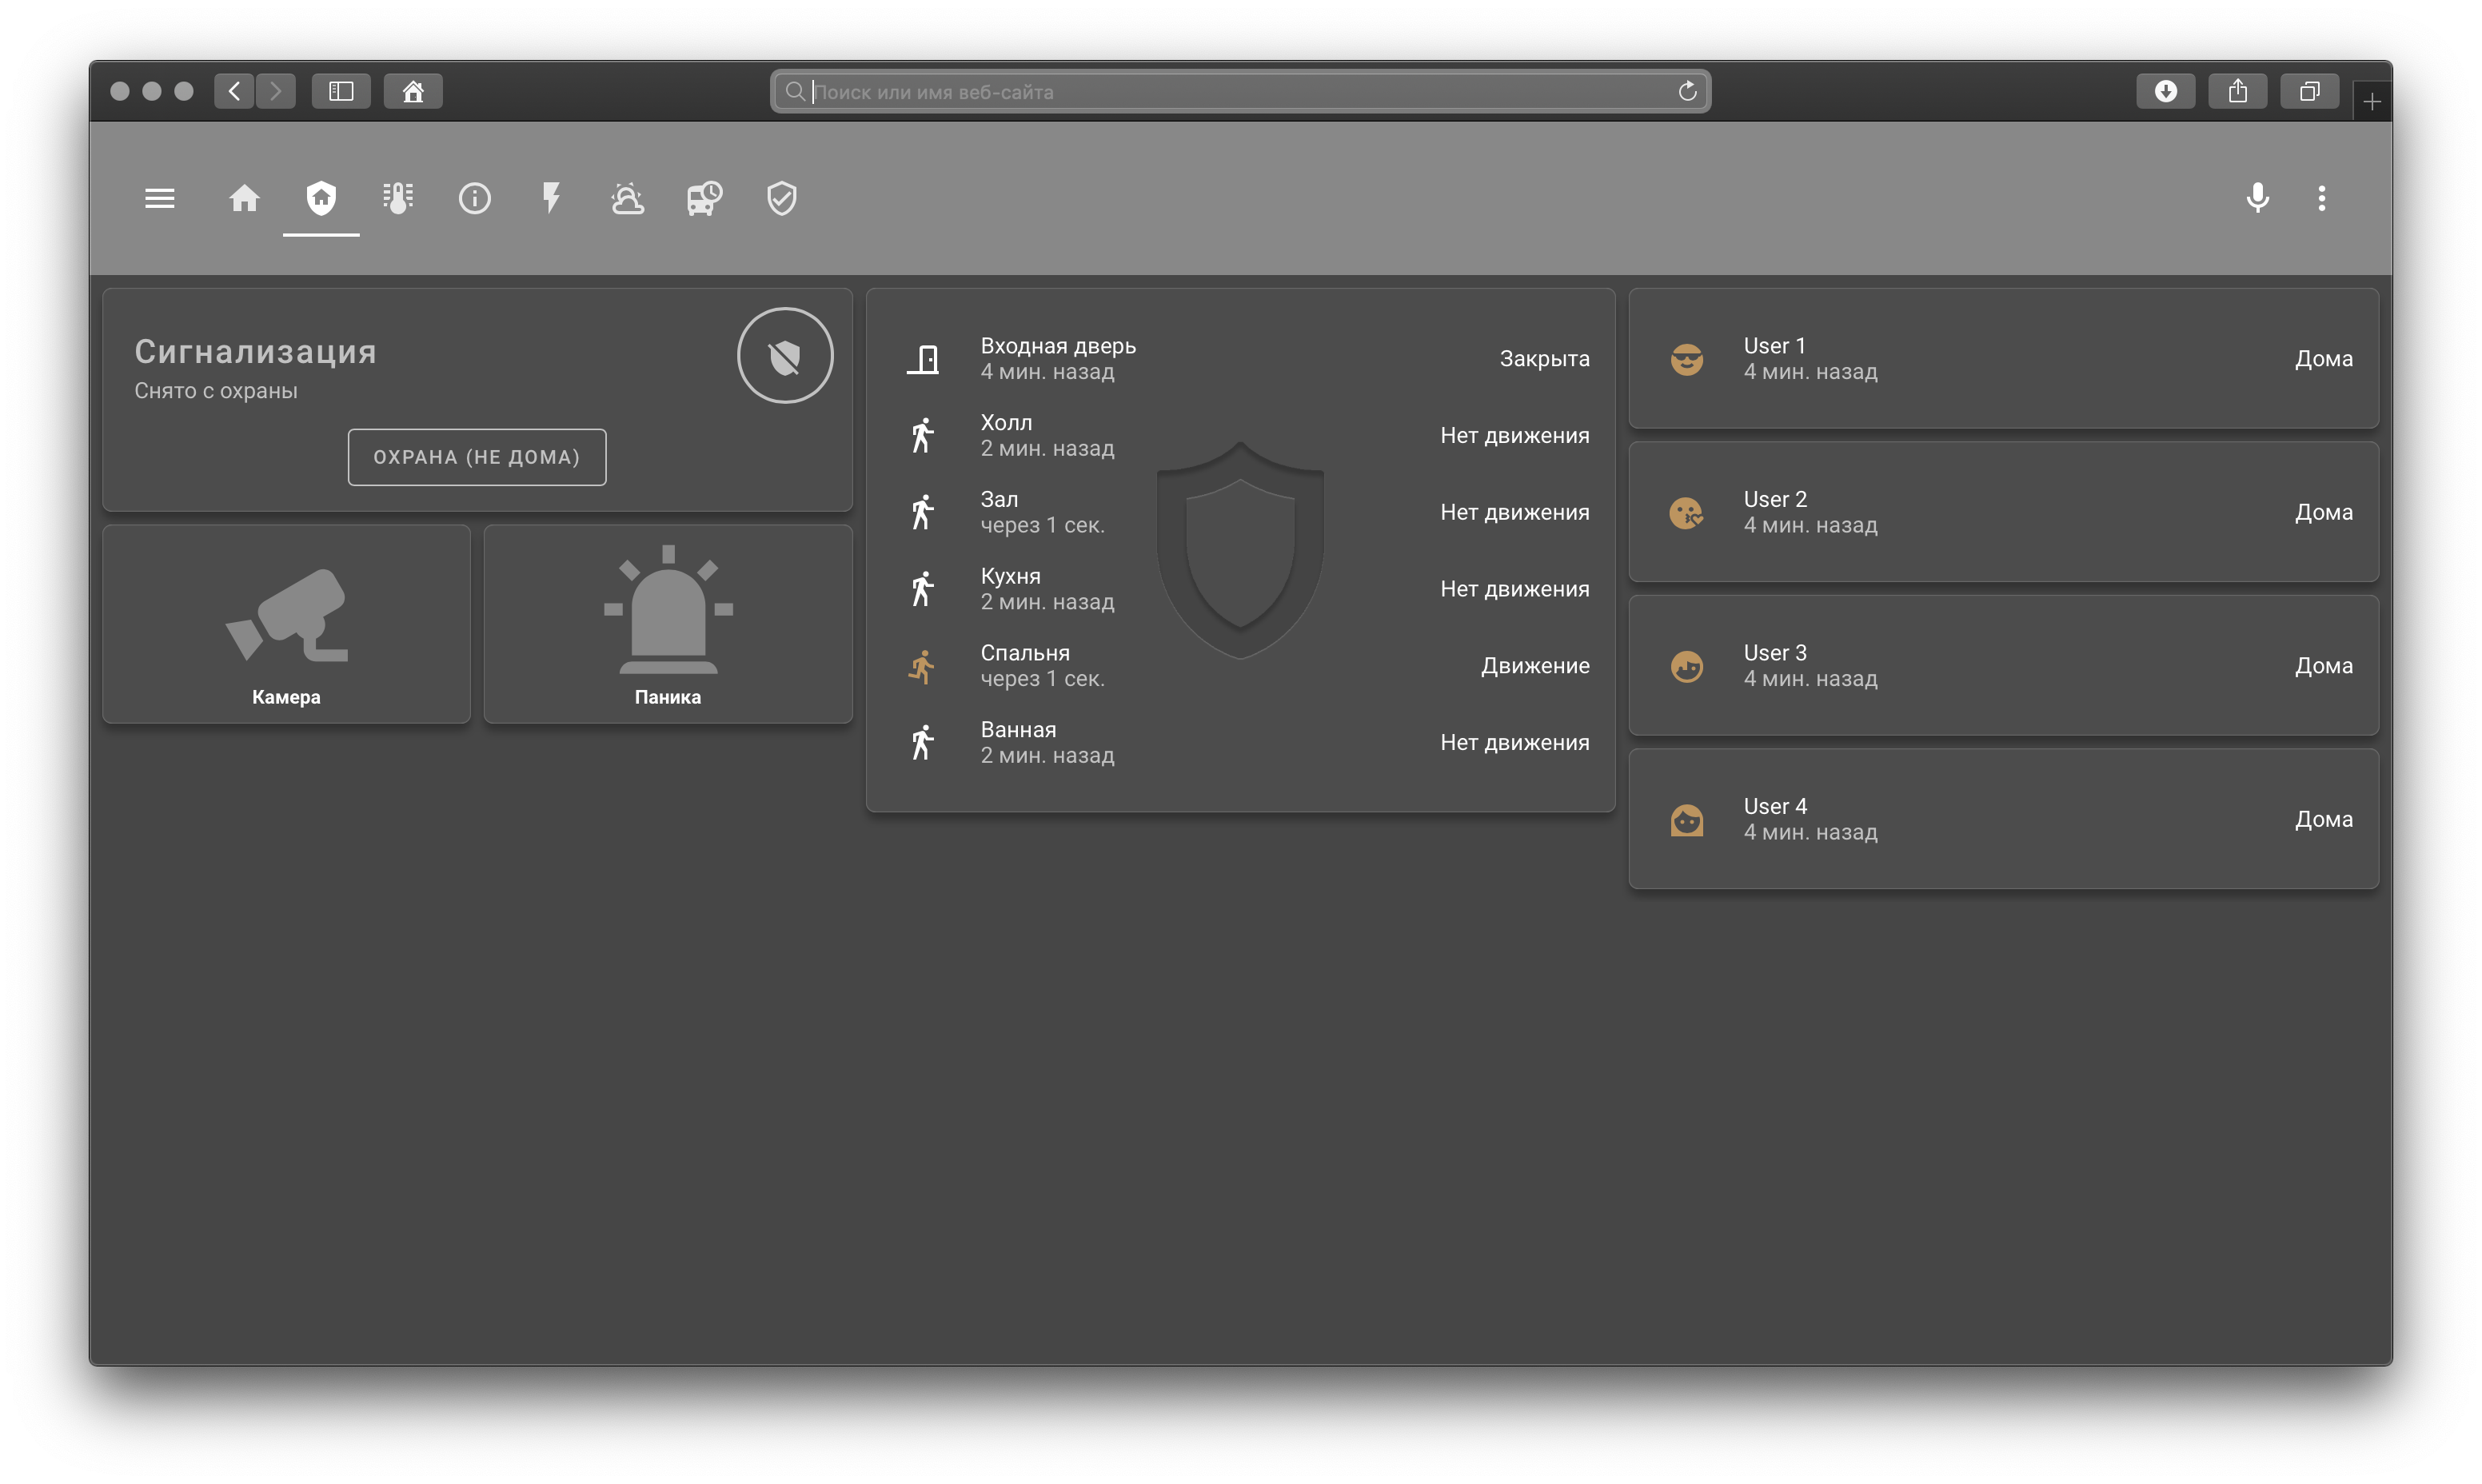 Поиск или имя веб-сайта
Сигнализация
Снято с охраны
ОХРАНА (НЕ ДОМА)
Камера
Паника
Входная дверь
4 мин. назад
Закрыта
Холл
2 мин. назад
Нет движения
Зал
через 1 сек.
Нет движения
Кухня
2 мин. назад
Нет движения
Спальня
через 1 сек.
Движение
Ванная
2 мин. назад
Нет движения
User 1
4 мин. назад
Дома
User 2
4 мин. назад
Дома
User 3
4 мин. назад
Дома
User 4
4 мин. назад
Дома